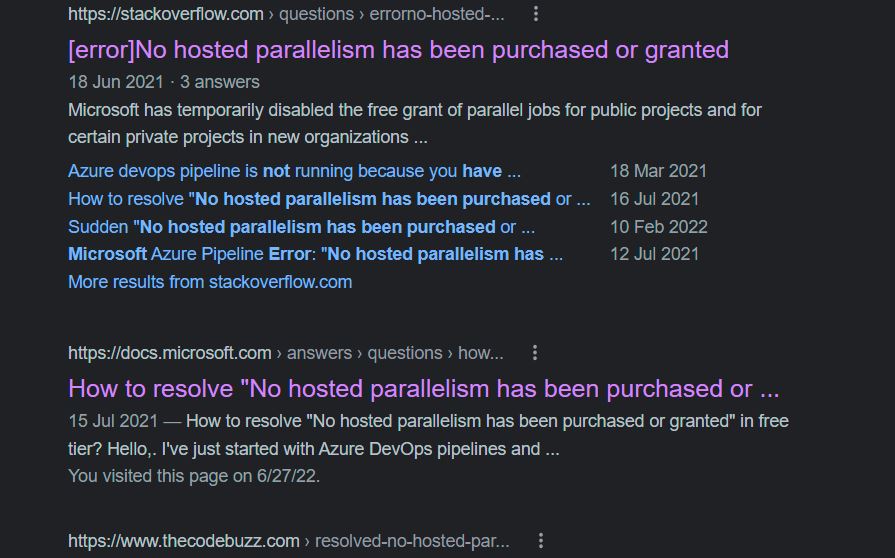 https://stackoverflow.com › questions › errorno-hosted-...
[error]No hosted parallelism has been purchased or granted
18 Jun 2021 · 3 answers
Microsoft has temporarily disabled the free grant of parallel jobs for public projects and for
certain private projects in new organizations ...
Azure devops pipeline is not running because you have ... 18 Mar 2021
How to resolve "No hosted parallelism has been purchased or ... 16 Jul 2021
Sudden "No hosted parallelism has been purchased or ... 10 Feb 2022
Microsoft Azure Pipeline Error: "No hosted parallelism has ... 12 Jul 2021
More results from stackoverflow.com
https://docs.microsoft.com › answers › questions › how...
How to resolve "No hosted parallelism has been purchased or ...
15 Jul 2021 — How to resolve "No hosted parallelism has been purchased or granted" in free
tier? Hello,. I've just started with Azure DevOps pipelines and ...
You visited this page on 6/27/22.
https://www.thecodebuzz.com › resolved-no-hosted-par...